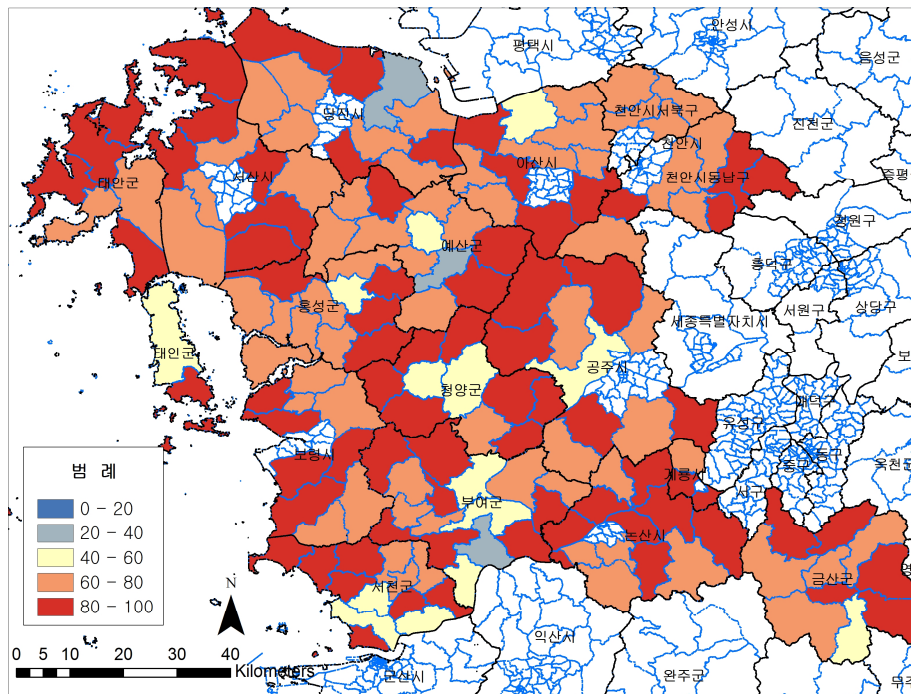 안성시
평택시
음성군
당진시
천안시서북구
진천군
천안시
아산시
태안군
서산시
천안시동남구
증평
청원구
예산군
흥덕구
홍성군
서원구
상당구
세종특별자치시
태안군
보
공주시
청양군
대덕구
유성구
보령시
동구
중구
옥천군
범 례
계룡시
서구
부여군
0 - 20
20 - 40
논산시
40 - 60
60 - 80
N
서천군
금산군
영
80 - 100
익산시
완주군
0 5 10 20 30 40 Kilometers
군산시
무주